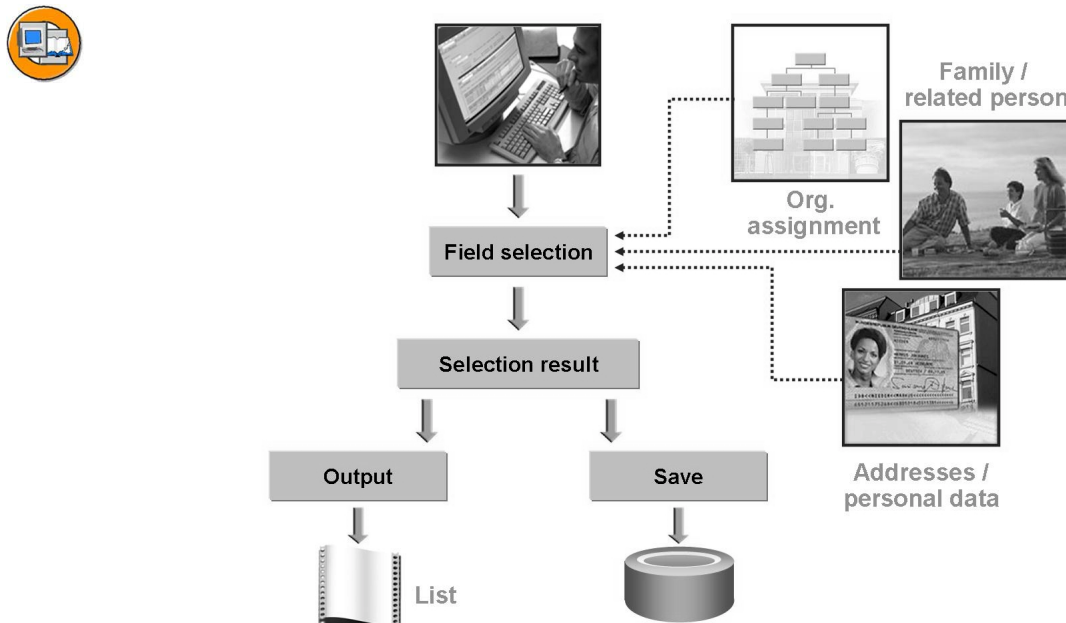 Family /
related person
Org.
assignment
Field selection
Selection result
Addresses /
personal data
Output
Save
List